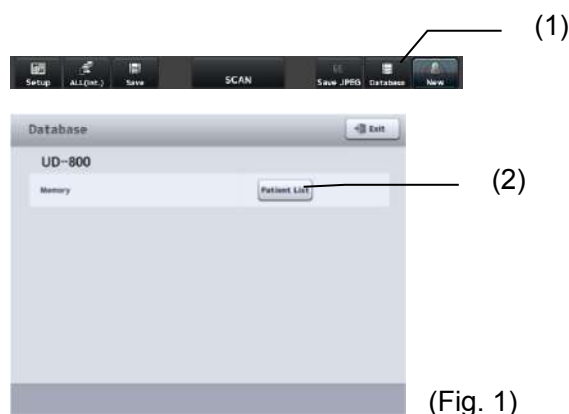 (1)
Setup ALL(Int.) Save SCAN Save JPEG Database New
Database Exit
UD-800
Memory Patient List (2)
(Fig. 1)